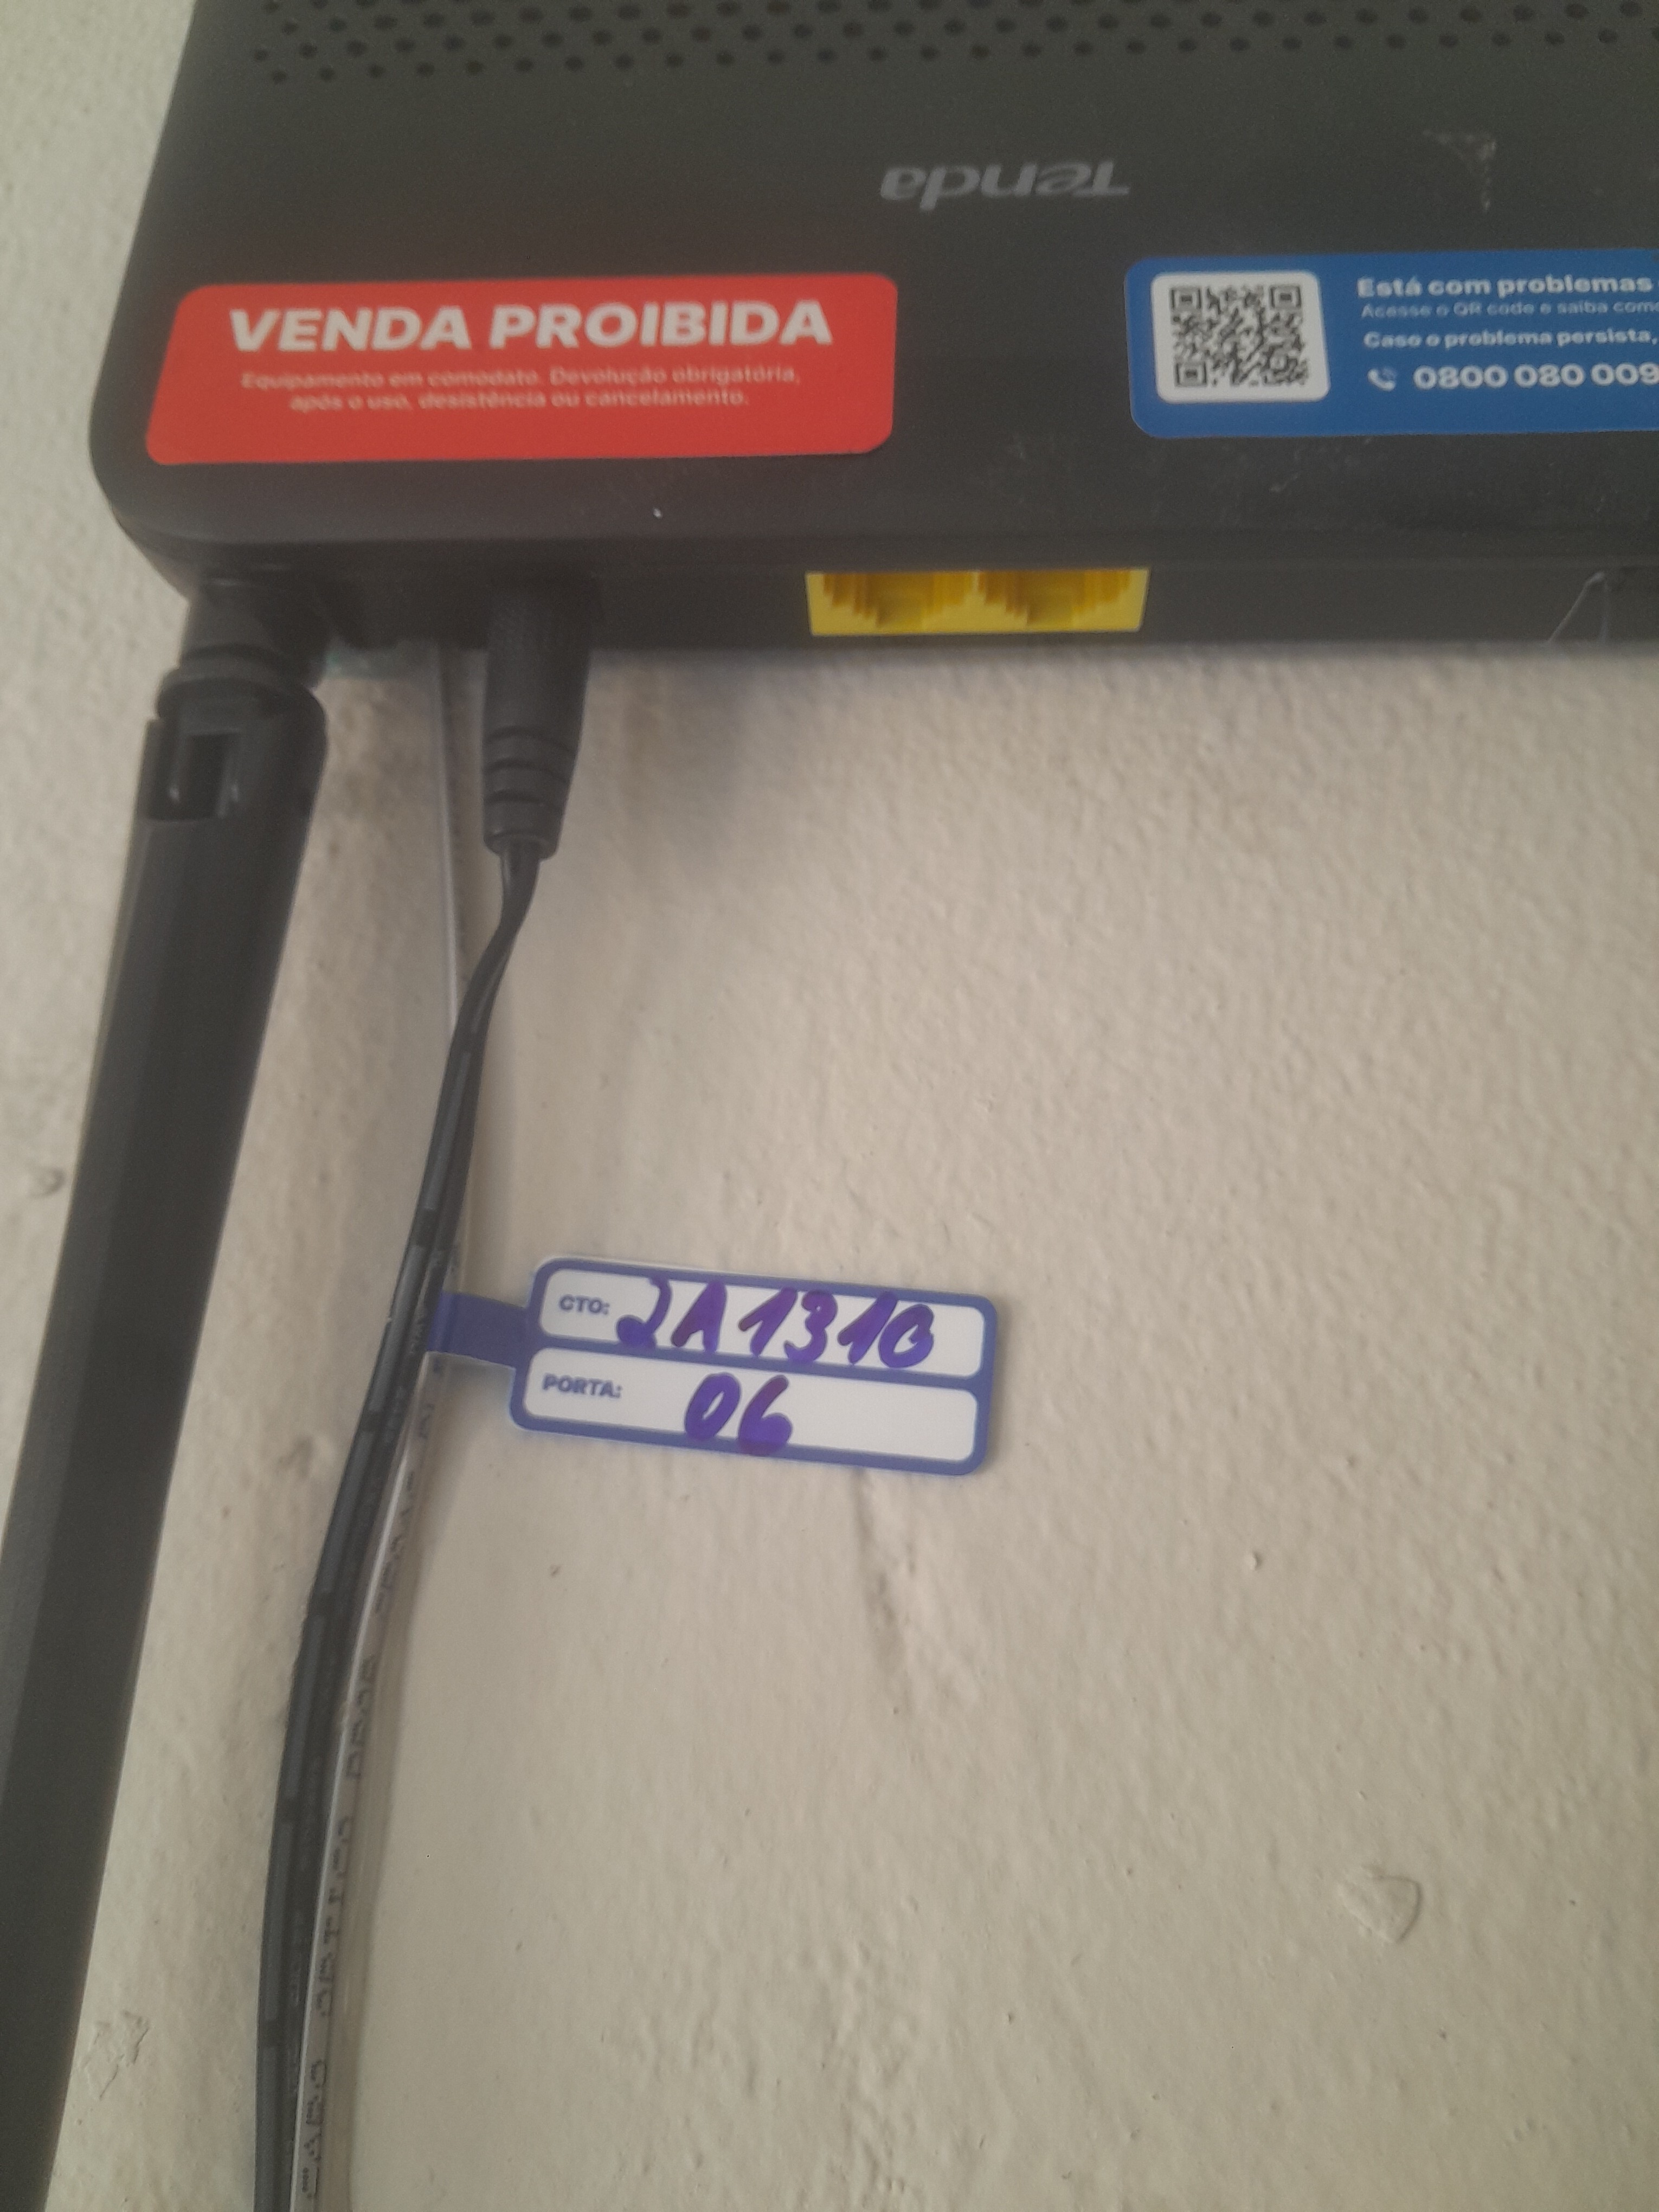 Tenda
VENDA PROIBIDA
Equipamento em comodato. Devolução obrigatória,
após o uso, desistência ou cancelamento.
Está com problemas
Acesse o QR code e saiba como
Caso o problema persista,
0800 080 009
CTO: 2A1310
PORTA: 06